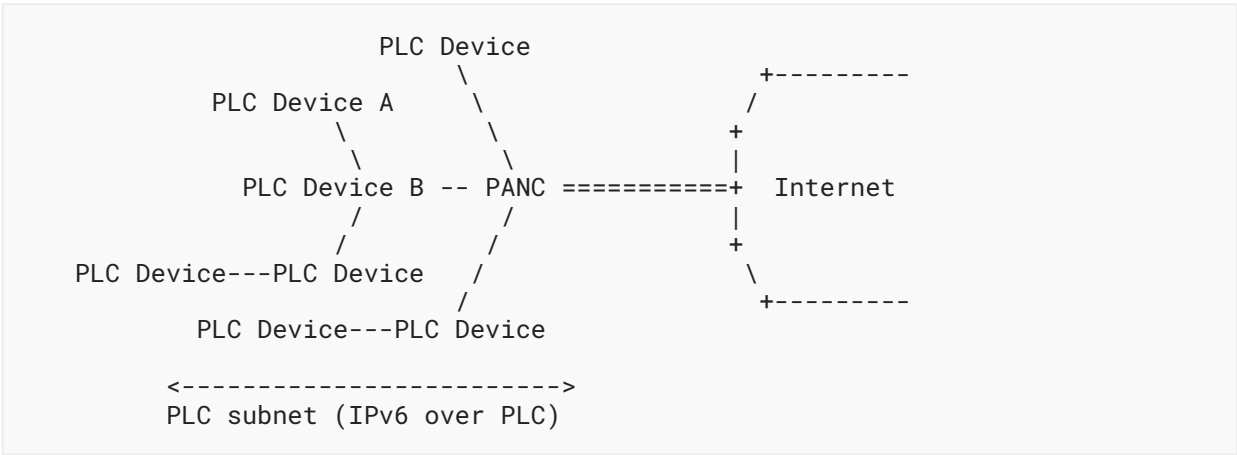 PLC Device
PLC Device A
PLC Device B -- PANC ===========+ Internet
PLC Device---PLC Device
PLC Device---PLC Device
PLC subnet (IPv6 over PLC)